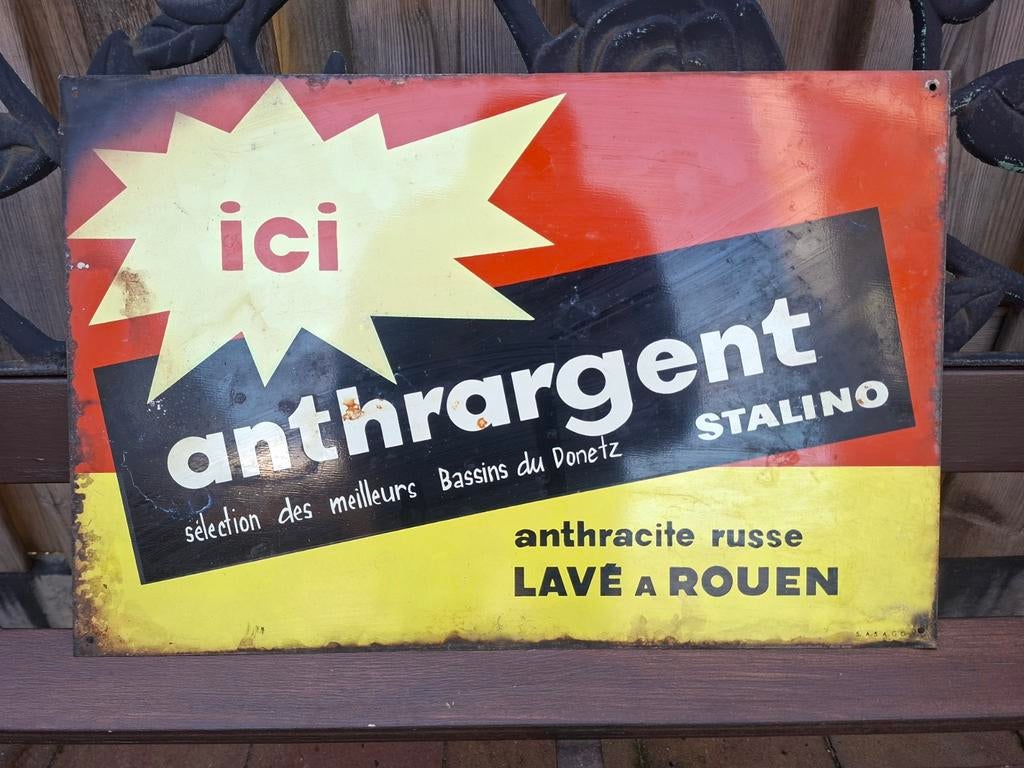 ici
anthrargent
STALINO
sélection des meilleurs Bassins du Donetz
anthracite russe
LAVÉ A ROUEN